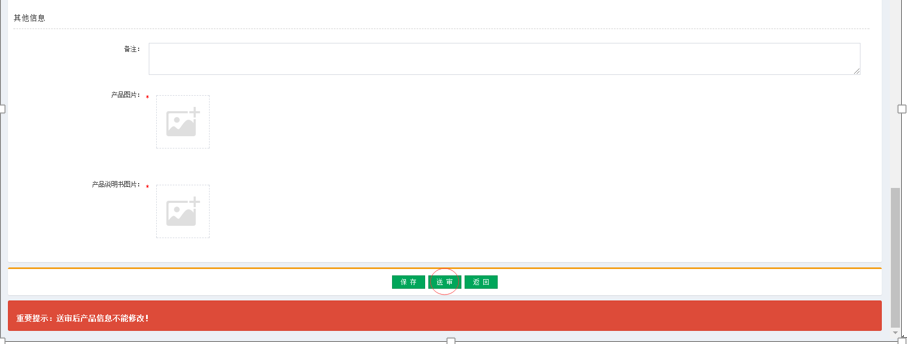 其他信息
备注：
产品图片： *
产品说明书图片： *
保存 送审 返回
重要提示：送审后产品信息不能修改！